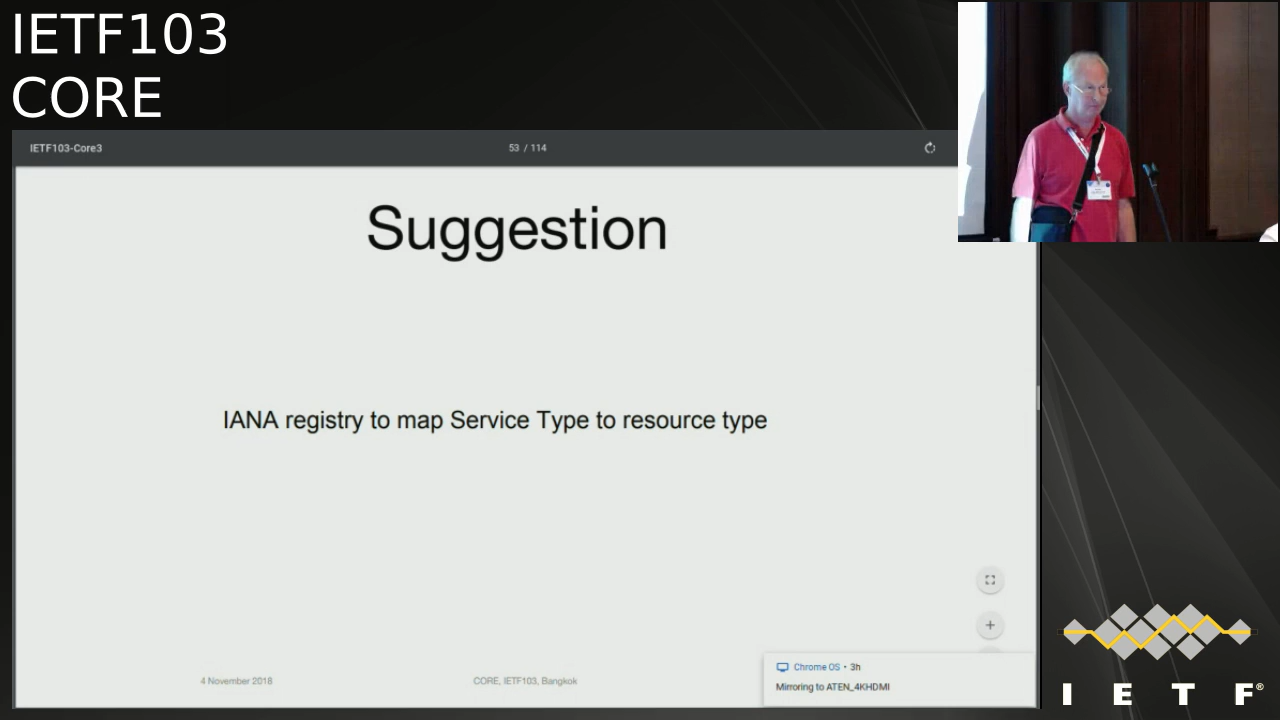 IETF103
CORE
IETF103-Core3
53 / 114
Suggestion
IANA registry to map Service Type to resource type
4 November 2018
CORE, IETF103, Bangkok
Chrome OS • 3h
Mirroring to ATEN_4KHDMI
I E T F®